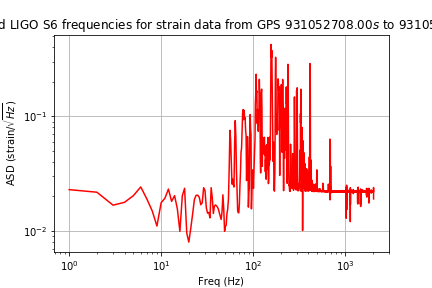 d LIGO S6 frequencies for strain data from GPS 931052708.00s to 93105
ASD (strain/√Hz)
10⁻¹
10⁻²
10⁰ 10¹ 10² 10³
Freq (Hz)